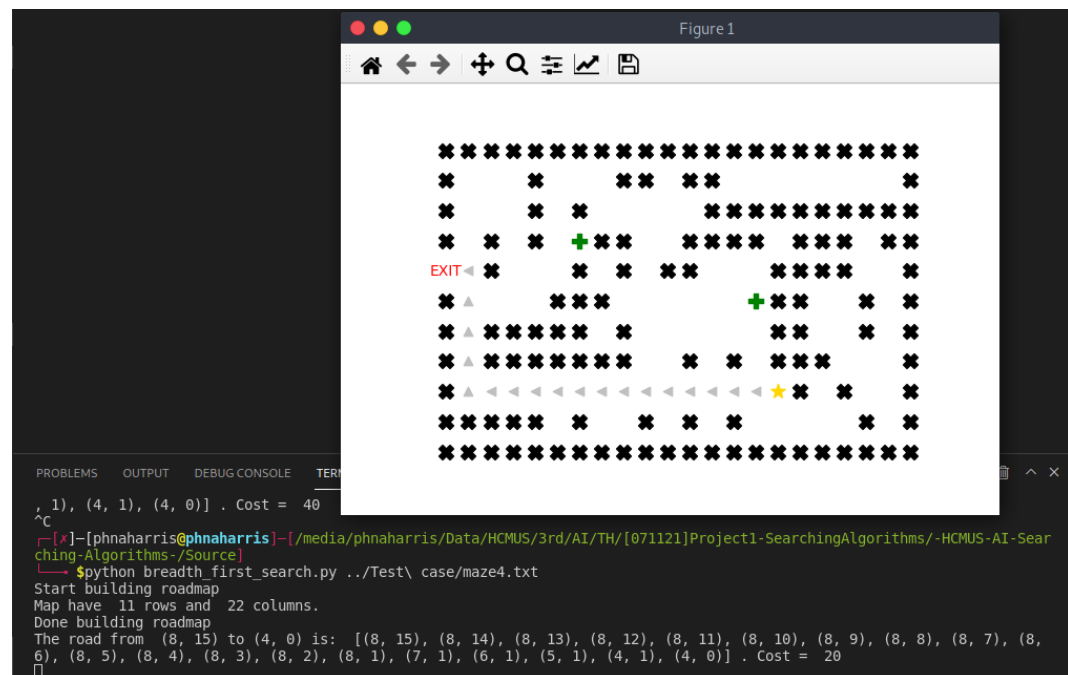 Figure 1
EXIT
PROBLEMS OUTPUT DEBUG CONSOLE TERM
, 1), (4, 1), (4, 0)] . Cost =  40
^C
┌─[✗]─[phnaharris@phnaharris]─[/media/phnaharris/Data/HCMUS/3rd/AI/TH/[071121]Project1-SearchingAlgorithms/-HCMUS-AI-Sear
ching-Algorithms-/Source]
└──╼ $python breadth_first_search.py ../Test\ case/maze4.txt
Start building roadmap
Map have  11 rows and  22 columns.
Done building roadmap
The road from  (8, 15) to (4, 0) is:  [(8, 15), (8, 14), (8, 13), (8, 12), (8, 11), (8, 10), (8, 9), (8, 8), (8, 7), (8,
6), (8, 5), (8, 4), (8, 3), (8, 2), (8, 1), (7, 1), (6, 1), (5, 1), (4, 1), (4, 0)] . Cost =  20